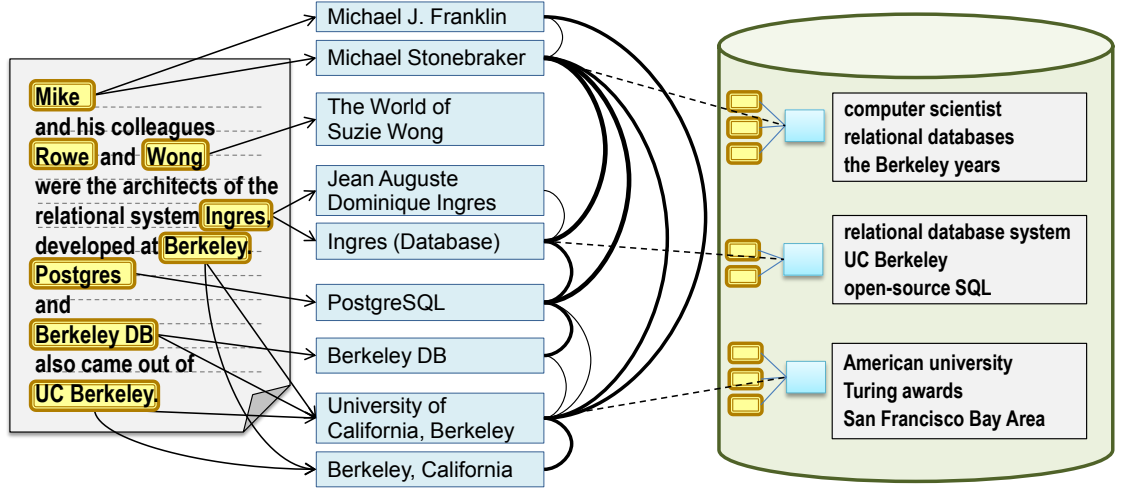 Mike
and his colleagues
Rowe and Wong
were the architects of the
relational system Ingres,
developed at Berkeley.
Postgres
and
Berkeley DB
also came out of
UC Berkeley.
Michael J. Franklin
Michael Stonebraker
The World of
Suzie Wong
Jean Auguste
Dominique Ingres
Ingres (Database)
PostgreSQL
Berkeley DB
University of
California, Berkeley
Berkeley, California
computer scientist
relational databases
the Berkeley years
relational database system
UC Berkeley
open-source SQL
American university
Turing awards
San Francisco Bay Area